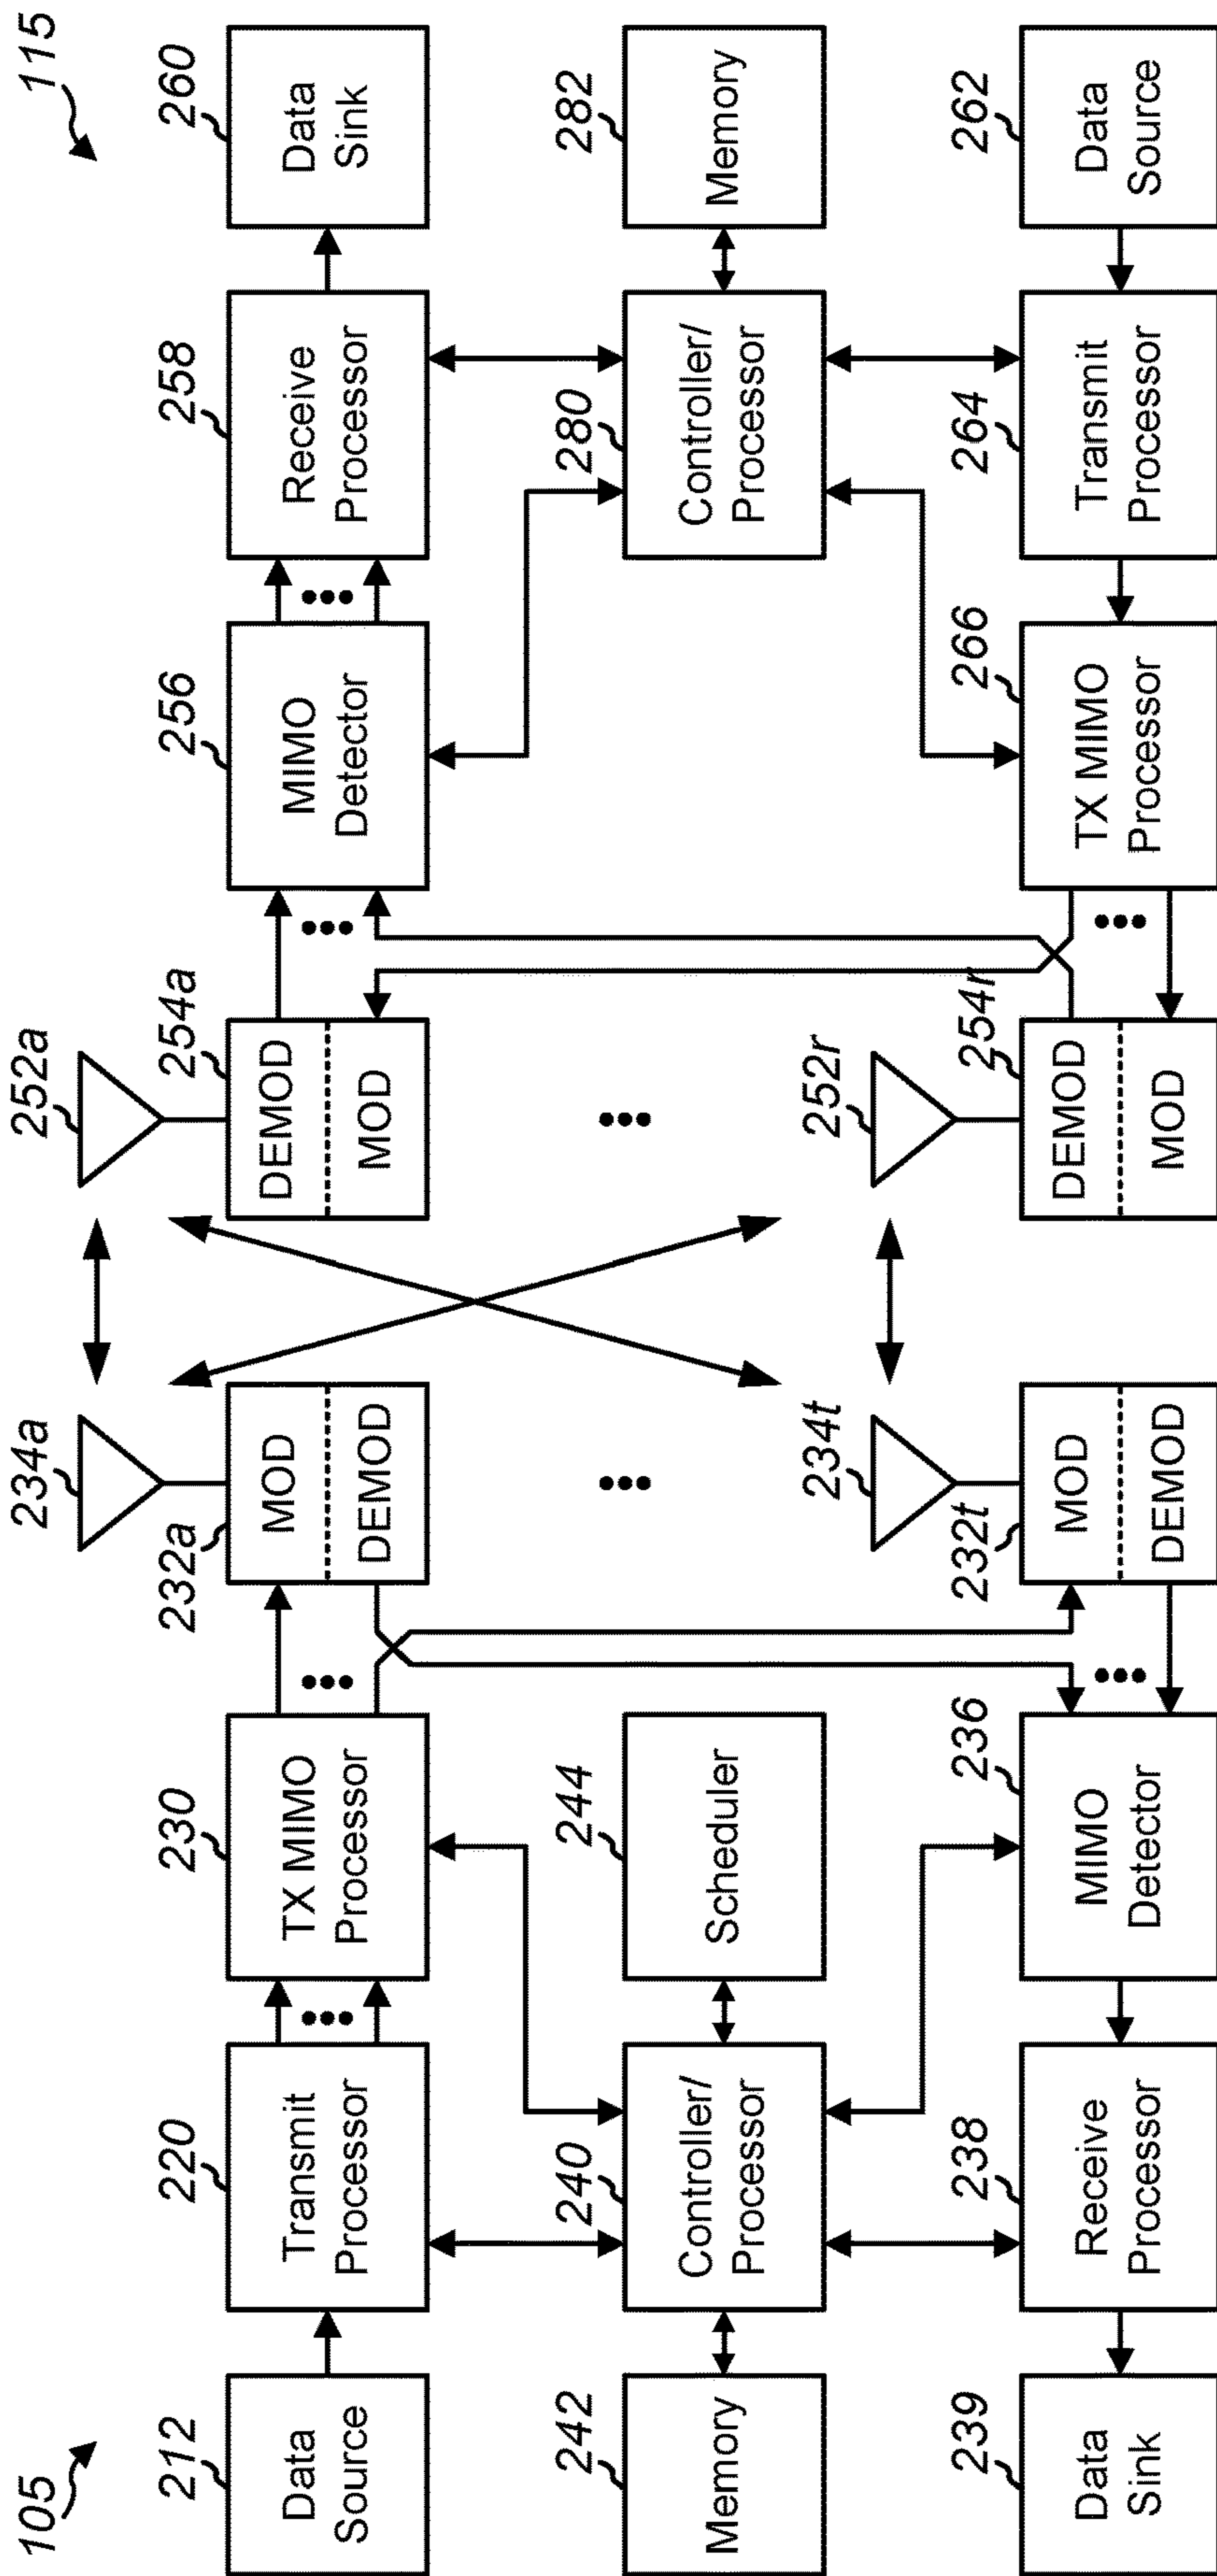 105
115
212
Data
Source
220
Transmit
Processor
230
TX MIMO
Processor
232a
MOD
DEMOD
234a
252a
254a
DEMOD
MOD
256
MIMO
Detector
258
Receive
Processor
260
Data
Sink
242
Memory
240
Controller/
Processor
244
Scheduler
280
Controller/
Processor
282
Memory
239
Data
Sink
238
Receive
Processor
236
MIMO
Detector
232t
MOD
DEMOD
234t
252r
254r
DEMOD
MOD
266
TX MIMO
Processor
264
Transmit
Processor
262
Data
Source